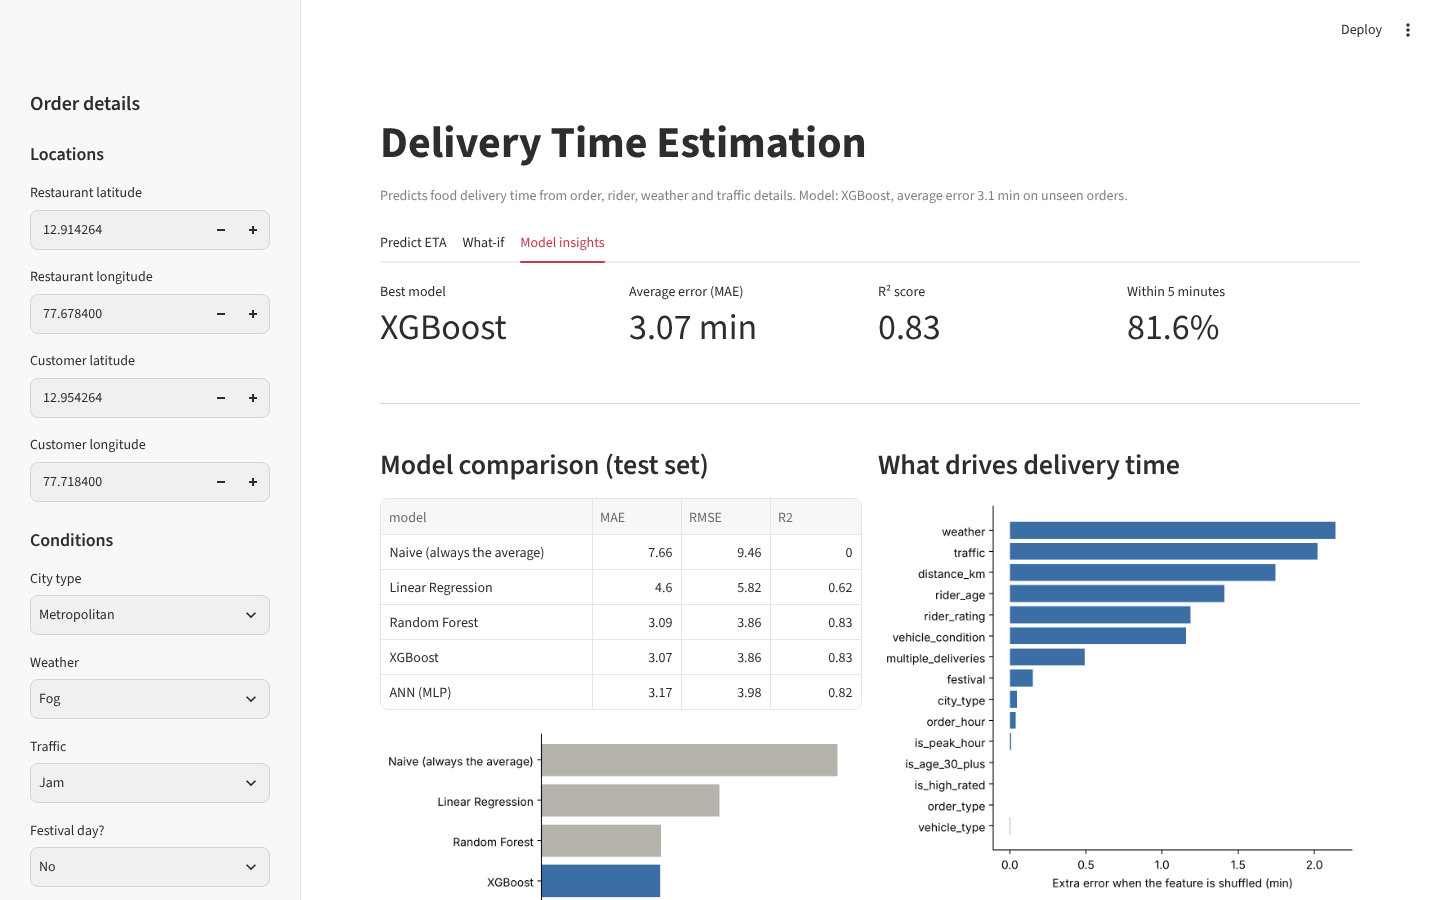 Deploy
Order details
Locations
Restaurant latitude
12.914264
Restaurant longitude
77.678400
Customer latitude
12.954264
Customer longitude
77.718400
Conditions
City type
Metropolitan
Weather
Fog
Traffic
Jam
Festival day?
No
Delivery Time Estimation
Predicts food delivery time from order, rider, weather and traffic details. Model: XGBoost, average error 3.1 min on unseen orders.
Predict ETA What-if Model insights
Best model Average error (MAE) R² score Within 5 minutes
XGBoost 3.07 min 0.83 81.6%
Model comparison (test set)
model MAE RMSE R2
Naive (always the average) 7.66 9.46 0
Linear Regression 4.6 5.82 0.62
Random Forest 3.09 3.86 0.83
XGBoost 3.07 3.86 0.83
ANN (MLP) 3.17 3.98 0.82
Naive (always the average)
Linear Regression
Random Forest
XGBoost
What drives delivery time
weather
traffic
distance_km
rider_age
rider_rating
vehicle_condition
multiple_deliveries
festival
city_type
order_hour
is_peak_hour
is_age_30_plus
is_high_rated
order_type
vehicle_type
0.0 0.5 1.0 1.5 2.0
Extra error when the feature is shuffled (min)